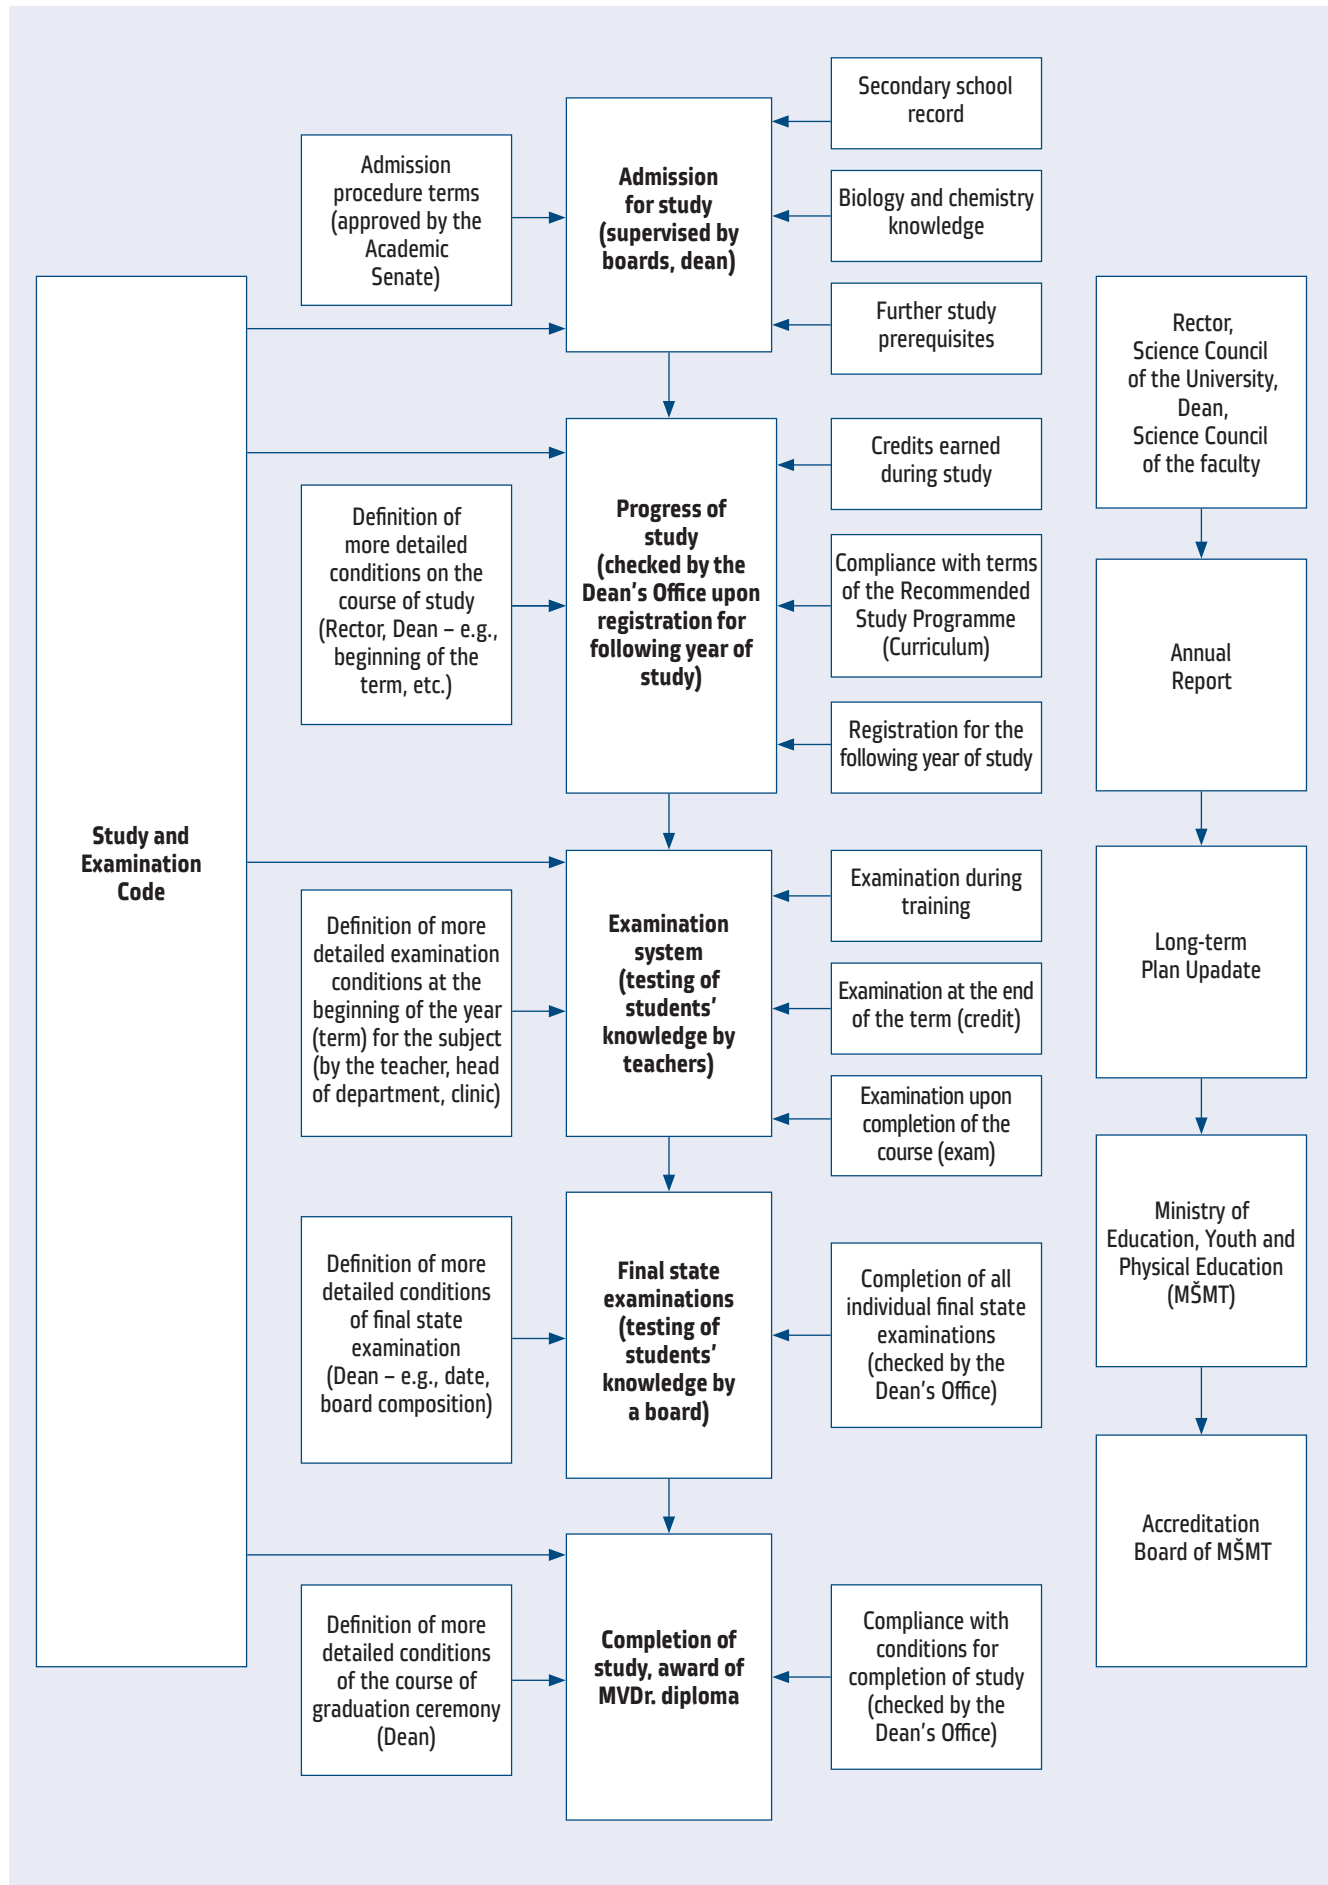 Secondary school
record
Admission
procedure terms
(approved by the
Academic
Senate)
Admission
for study
(supervised by
boards, dean)
Biology and chemistry
knowledge
Further study
prerequisites
Rector,
Science Council
of the University,
Dean,
Science Council
of the faculty
Credits earned
during study
Definition of
more detailed
conditions on the
course of study
(Rector, Dean – e.g.,
beginning of the
term, etc.)
Progress of
study
(checked by the
Dean’s Office upon
registration for
following year of
study)
Compliance with terms
of the Recommended
Study Programme
(Curriculum)
Annual
Report
Registration for the
following year of study
Study and
Examination
Code
Examination during
training
Definition of more
detailed examination
conditions at the
beginning of the year
(term) for the subject
(by the teacher, head
of department, clinic)
Examination
system
(testing of
students’
knowledge by
teachers)
Examination at the end
of the term (credit)
Long-term
Plan Upadate
Examination upon
completion of the
course (exam)
Definition of more
detailed conditions
of final state
examination
(Dean – e.g., date,
board composition)
Final state
examinations
(testing of
students’
knowledge by
a board)
Completion of all
individual final state
examinations
(checked by the
Dean’s Office)
Ministry of
Education, Youth and
Physical Education
(MŠMT)
Accreditation
Board of MŠMT
Definition of more
detailed conditions
of the course of
graduation ceremony
(Dean)
Completion of
study, award of
MVDr. diploma
Compliance with
conditions for
completion of study
(checked by the
Dean’s Office)